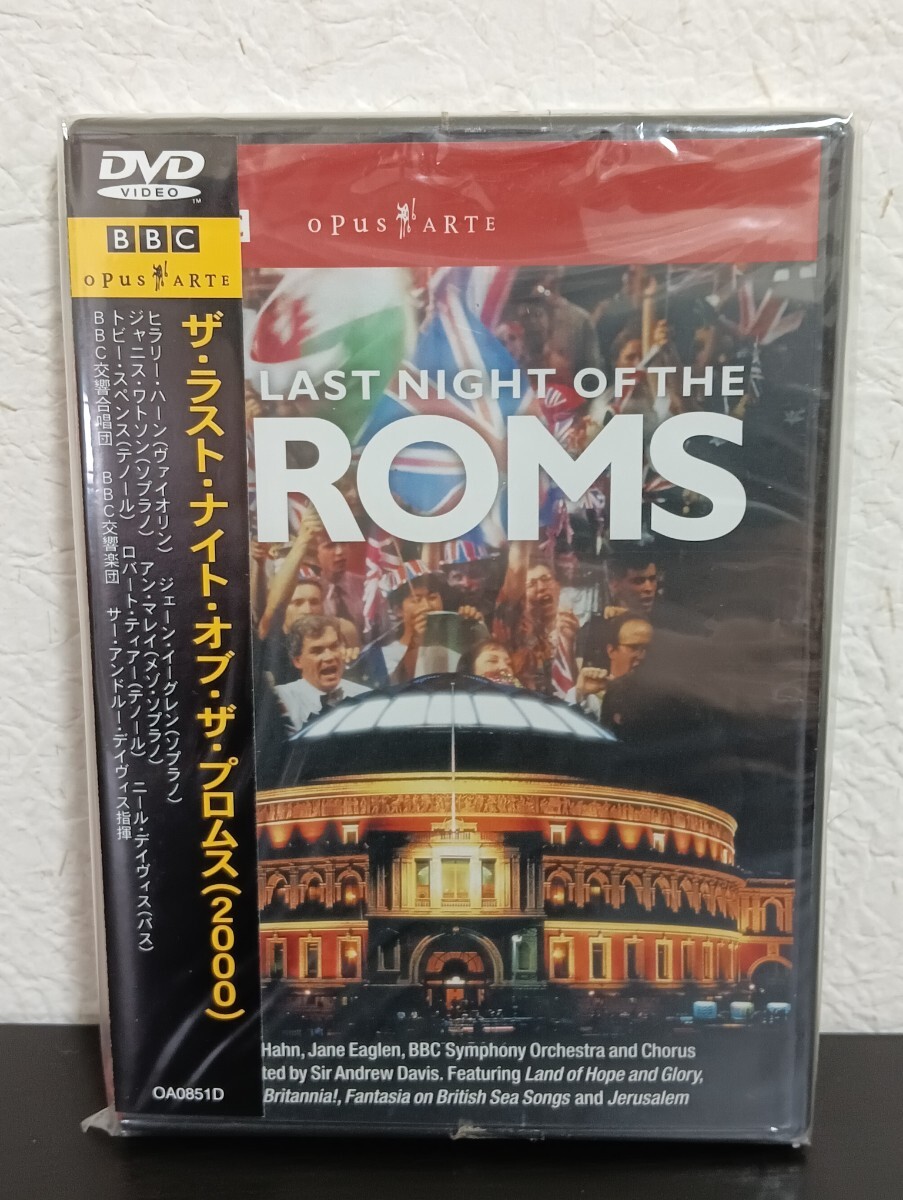 DVD
VIDEO
TM
BBC
OPUS ARTE
ザ・ラスト・ナイト・オブ・ザ・プロムス(2000)
ヒラリー・ハーン(ヴァイオリン) ジェーン・イーグレン(ソプラノ)
ジャニス・ワトソン(ソプラノ) アン・マレイ(メゾ・ソプラノ)
トビー・スペンス(テノール) ロバート・ティアー(テノール) ニール・デイヴィス(バス)
BBC交響合唱団 BBC交響楽団 サー・アンドルー・デイヴィス指揮
OA0851D
OPUS ARTE
LAST NIGHT OF THE
ROMS
Hahn, Jane Eaglen, BBC Symphony Orchestra and Chorus
ted by Sir Andrew Davis. Featuring Land of Hope and Glory,
Britannia!, Fantasia on British Sea Songs and Jerusalem